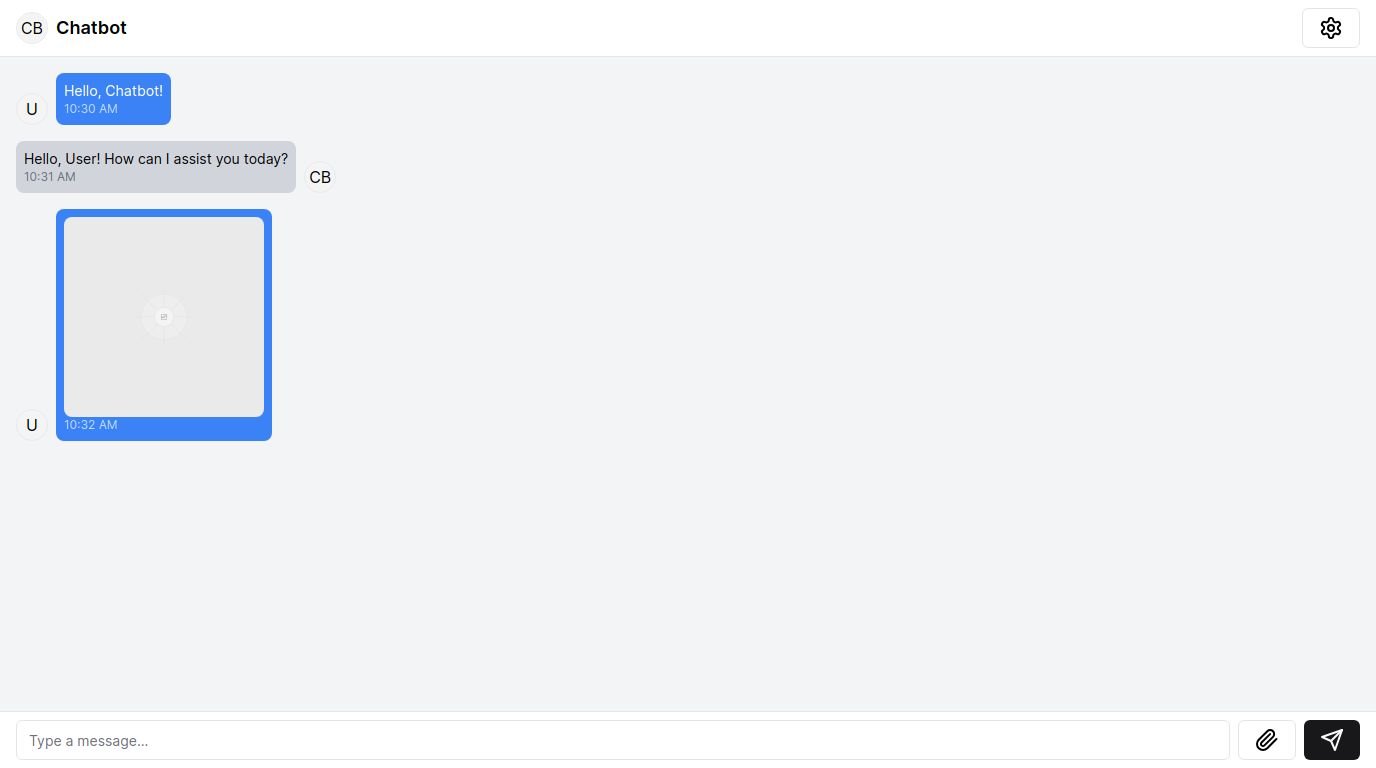 CB Chatbot
Hello, Chatbot!
10:30 AM
U
Hello, User! How can I assist you today?
10:31 AM
CB
10:32 AM
U
Type a message...